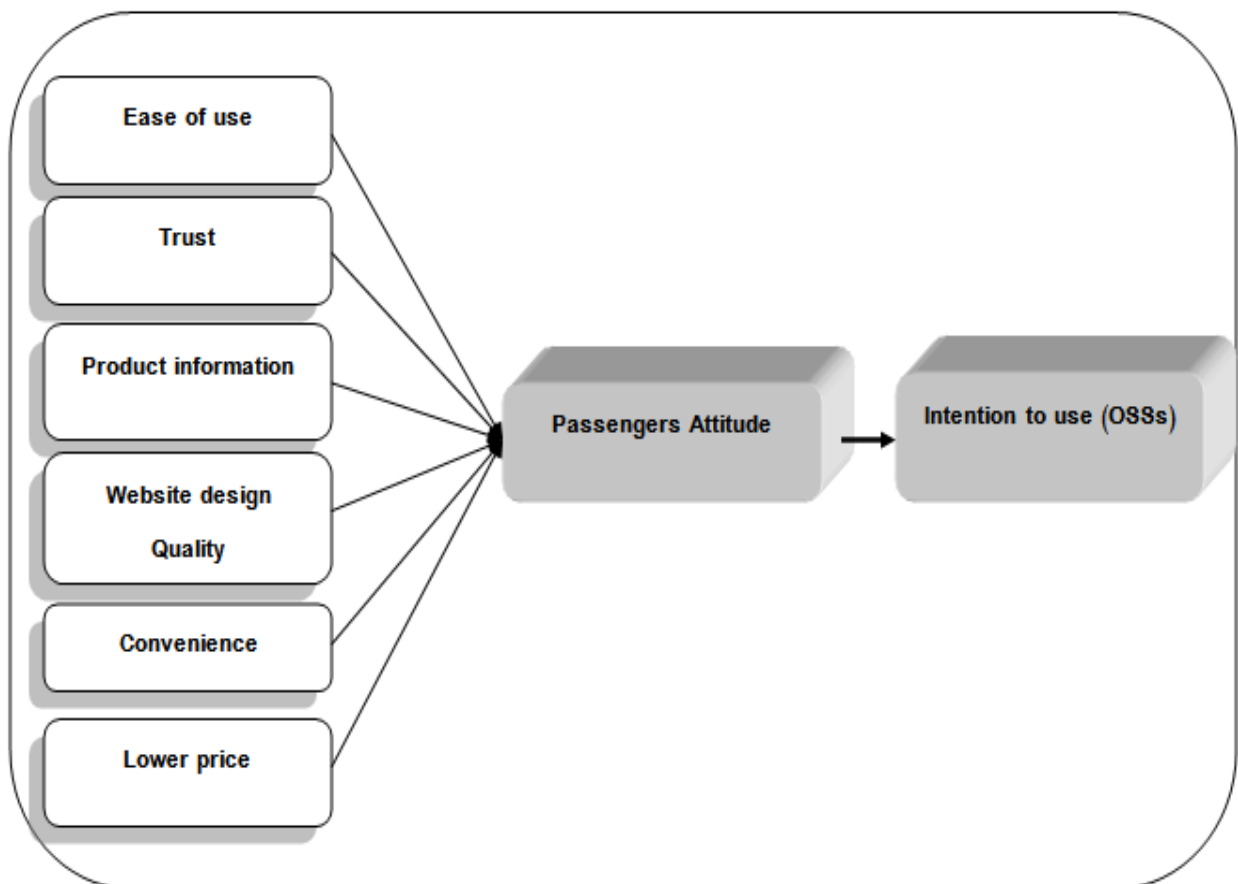 Ease of use
Trust
Product information
Website design
Quality
Convenience
Lower price
Passengers Attitude
Intention to use (OSSs)